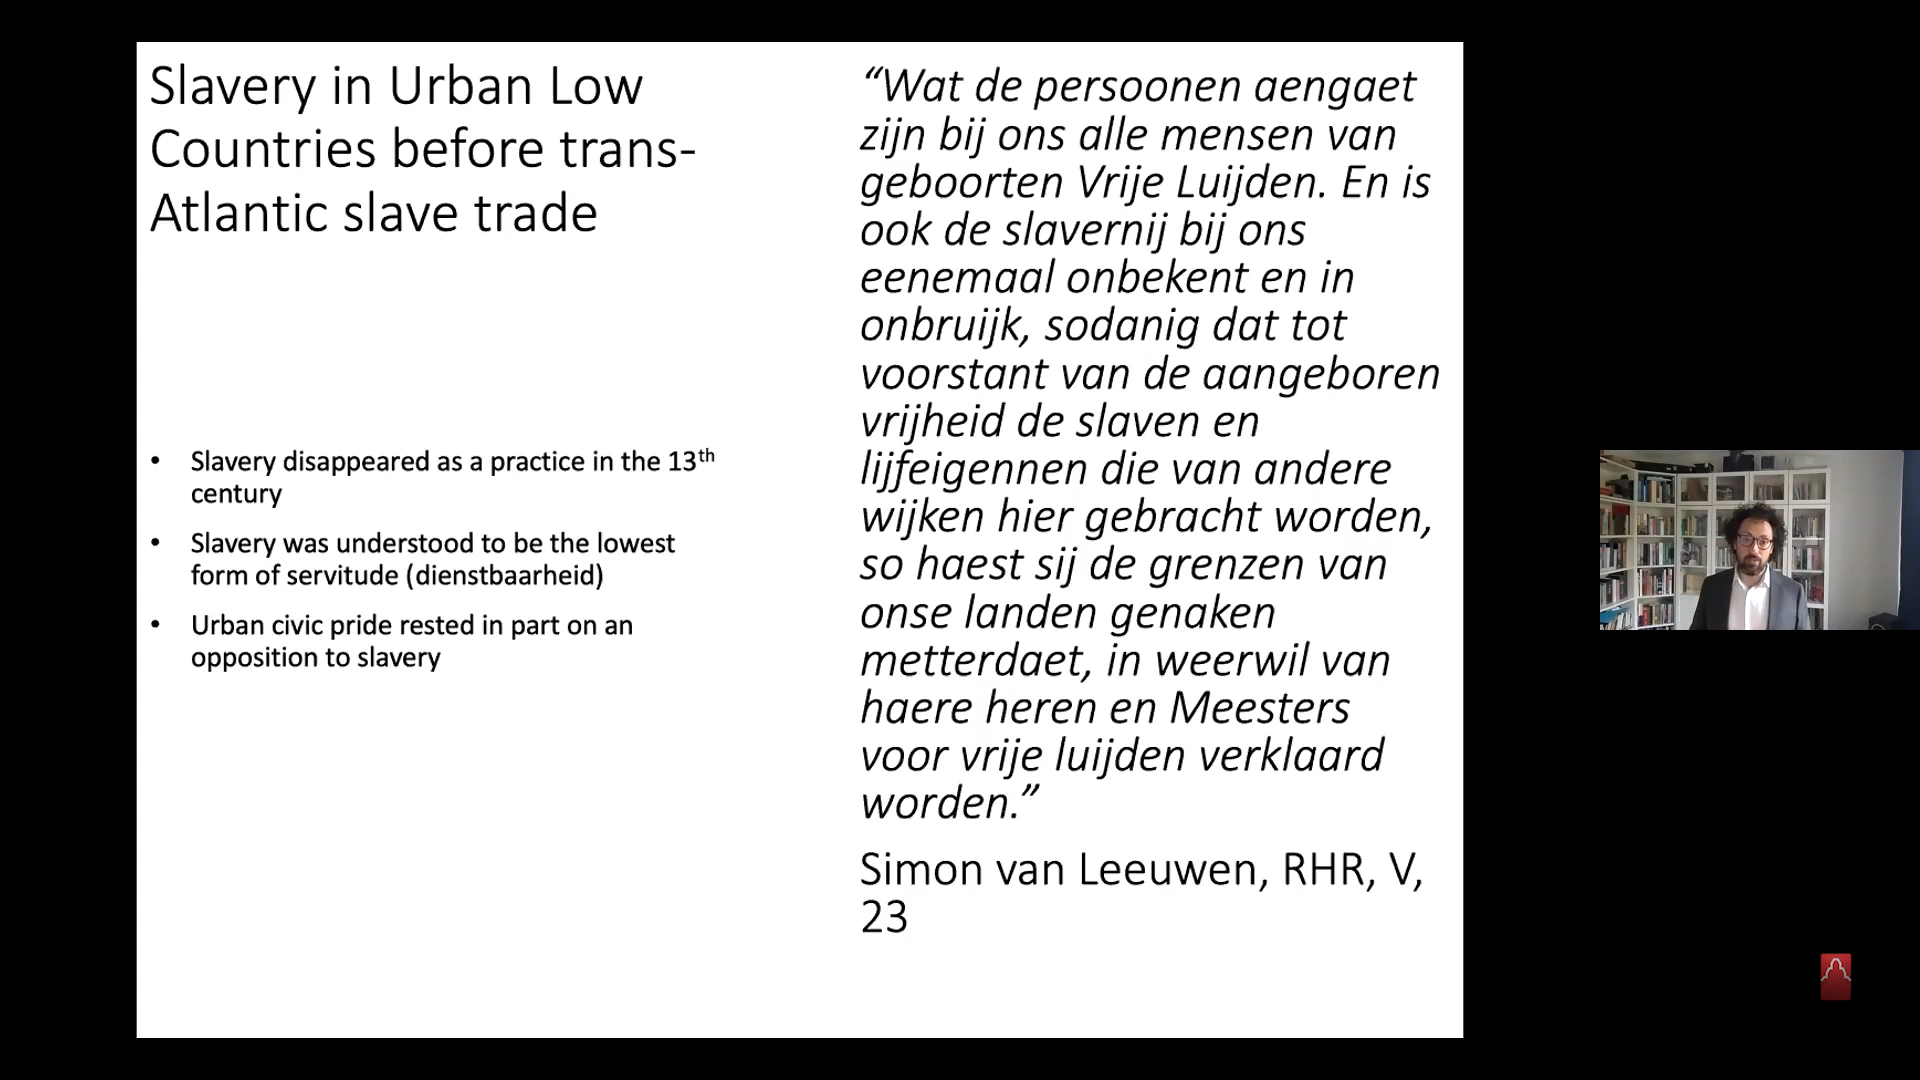 Slavery in Urban Low
Countries before trans-
Atlantic slave trade
• Slavery disappeared as a practice in the 13th
century
• Slavery was understood to be the lowest
form of servitude (dienstbaarheid)
• Urban civic pride rested in part on an
opposition to slavery
“Wat de persoonen aengaet
zijn bij ons alle mensen van
geboorten Vrije Luijden. En is
ook de slavernij bij ons
eenemaal onbekent en in
onbruijk, sodanig dat tot
voorstant van de aangeboren
vrijheid de slaven en
lijfeigennen die van andere
wijken hier gebracht worden,
so haest sij de grenzen van
onse landen genaken
metterdaet, in weerwil van
haere heren en Meesters
voor vrije luijden verklaard
worden.”
Simon van Leeuwen, RHR, V,
23